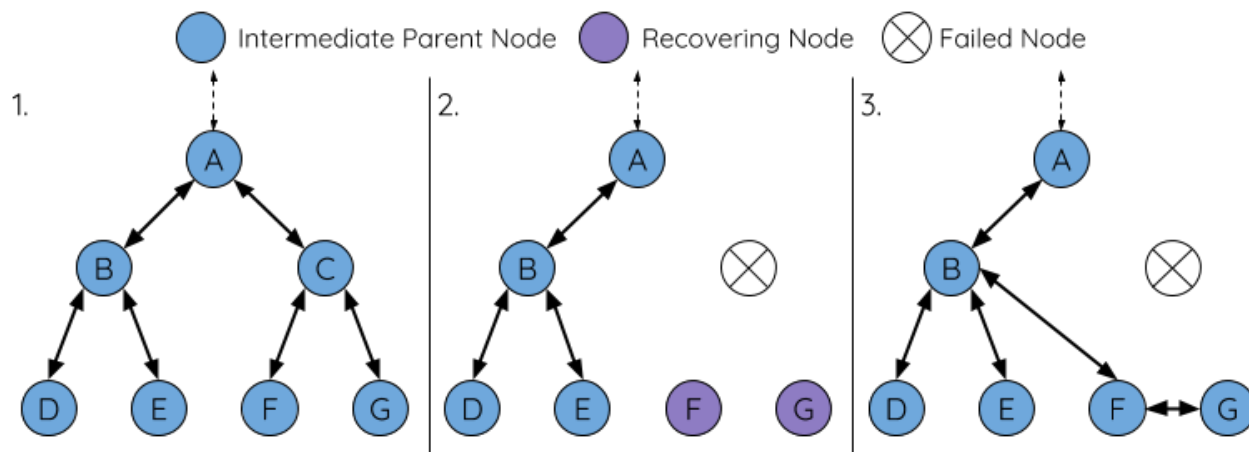 Intermediate Parent Node Recovering Node Failed Node
1. 2. 3.
A A A
B C B B
D E F G D E F G D E F G